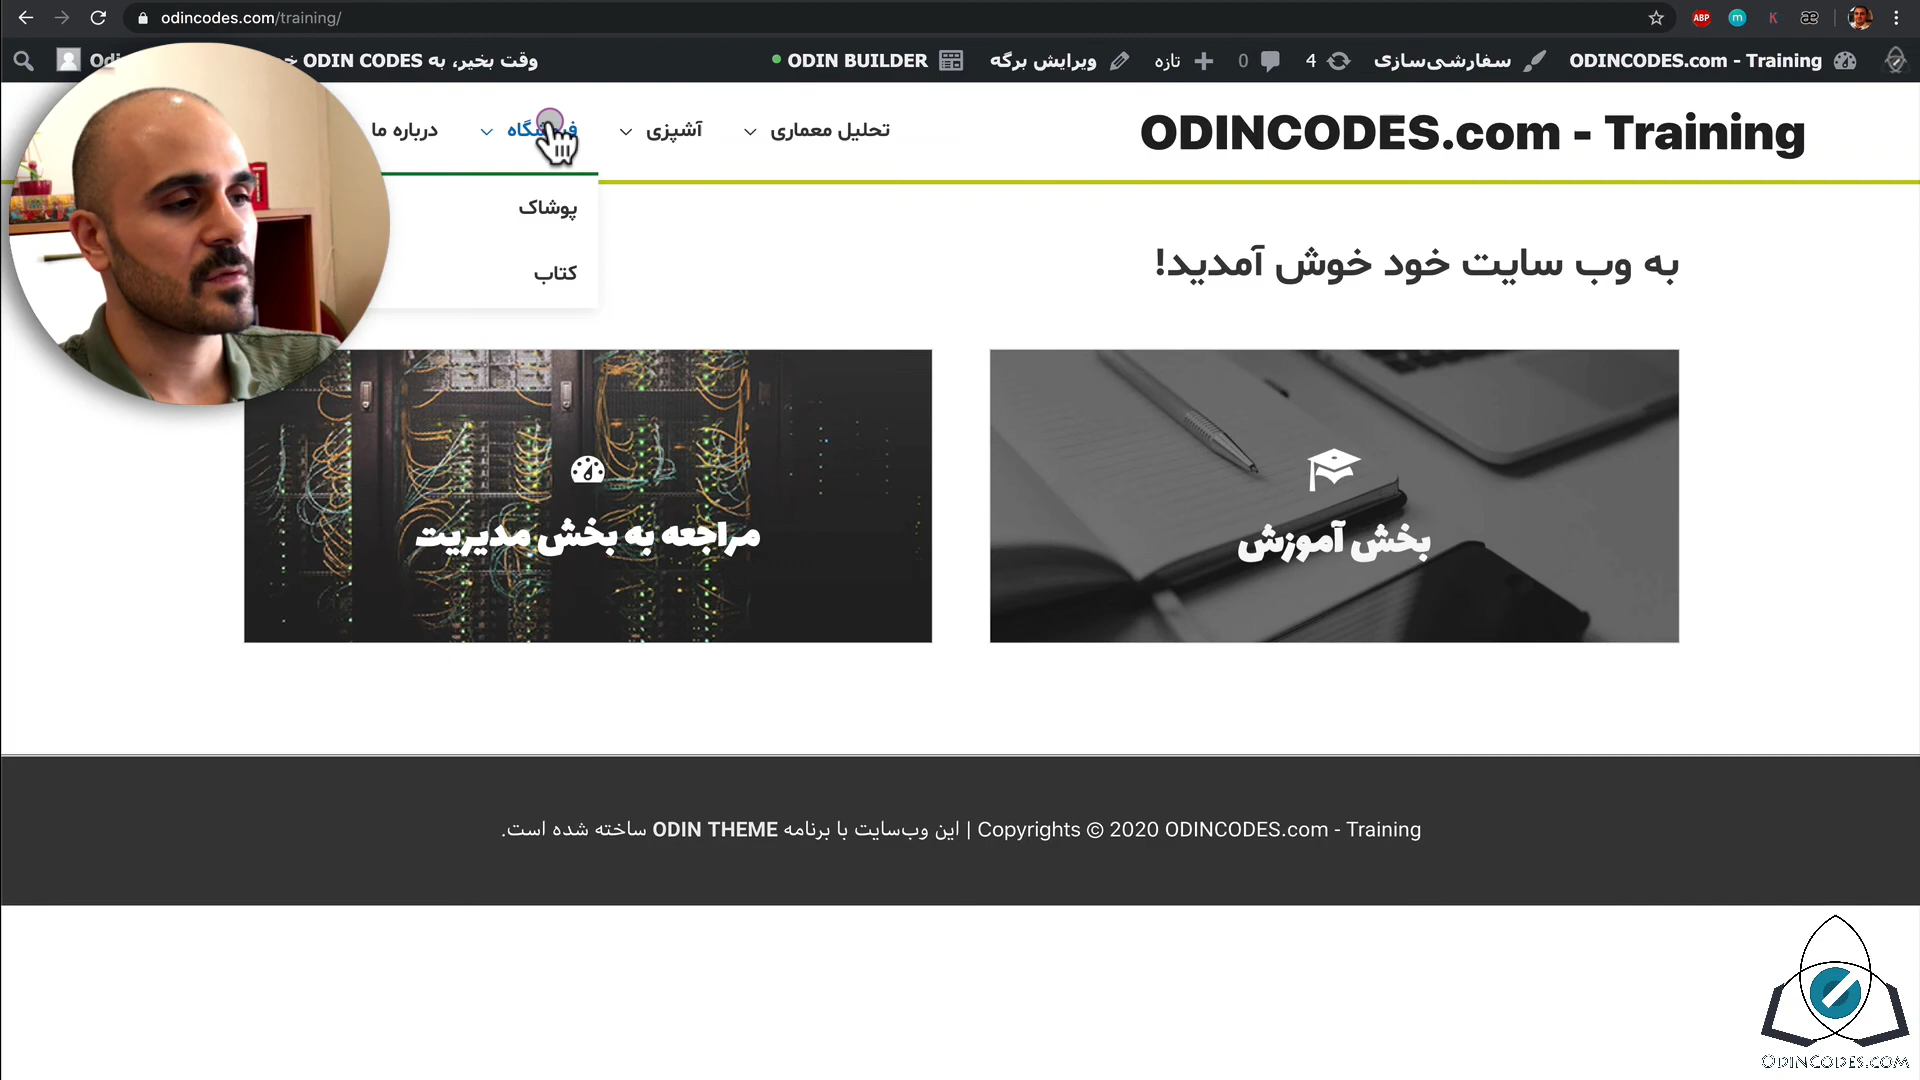 odincodes.com/training/
ODINCODES.com - Training
4
سفارشی‌سازی
0
تازه
ویرایش برگه
ODIN BUILDER
وقت بخیر، به ODIN CODES
ABP
m
K
æ
ODINCODES.com - Training
تحلیل معماری
آشپزی
درباره ما
پوشاک
کتاب
به وب سایت خود خوش آمدید!
بخش آموزش
مراجعه به بخش مدیریت
Copyrights © 2020 ODINCODES.com - Training | این وب‌سایت با برنامه ODIN THEME ساخته شده است.
ODINCODES.COM